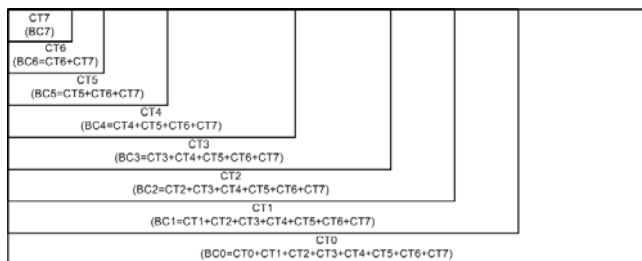 CT7
(BC7)
CT6
(BC6=CT6+CT7)
CT5
(BC5=CT5+CT6+CT7)
CT4
(BC4=CT4+CT5+CT6+CT7)
CT3
(BC3=CT3+CT4+CT5+CT6+CT7)
CT2
(BC2=CT2+CT3+CT4+CT5+CT6+CT7)
CT1
(BC1=CT1+CT2+CT3+CT4+CT5+CT6+CT7)
CT0
(BC0=CT0+CT1+CT2+CT3+CT4+CT5+CT6+CT7)